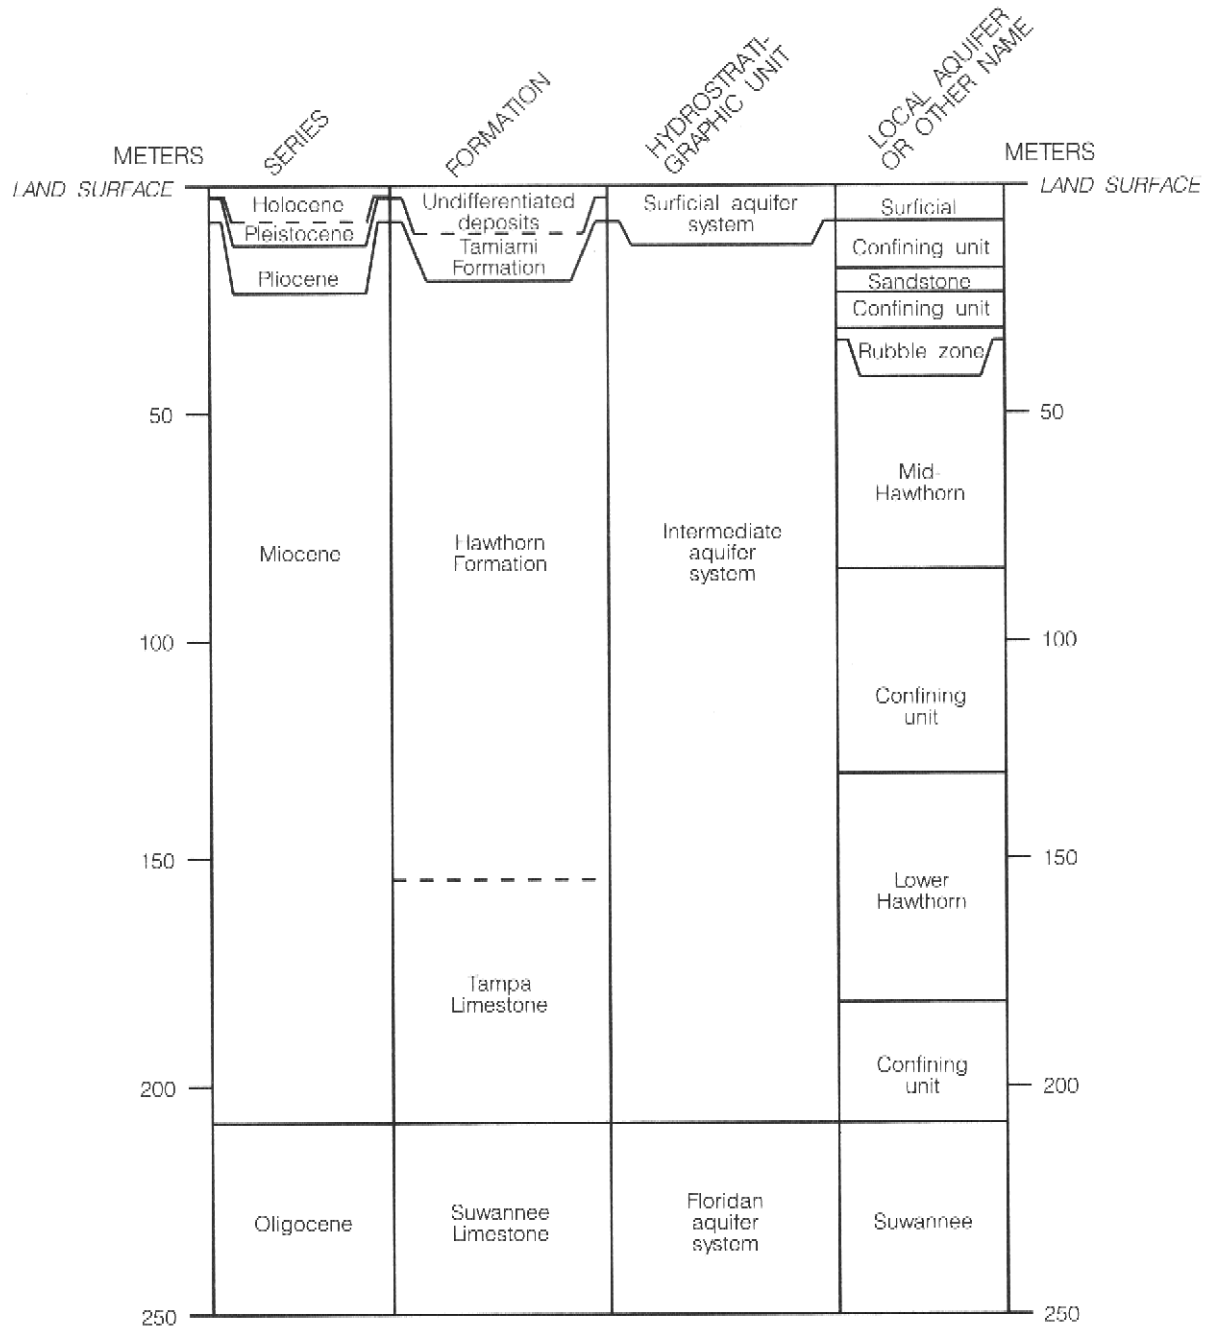 SERIES
FORMATION
HYDROSTRATI-
GRAPHIC UNIT
LOCAL AQUIFER
OR OTHER NAME
METERS
METERS
LAND SURFACE
LAND SURFACE
Holocene
Pleistocene
Pliocene
Miocene
Oligocene
Undifferentiated
deposits
Tamiami
Formation
Hawthorn
Formation
Tampa
Limestone
Suwannee
Limestone
Surficial aquifer
system
Intermediate
aquifer
system
Floridan
aquifer
system
Surficial
Confining unit
Sandstone
Confining unit
Rubble zone
Mid-
Hawthorn
Confining
unit
Lower
Hawthorn
Confining
unit
Suwannee
50
100
150
200
250
50
100
150
200
250